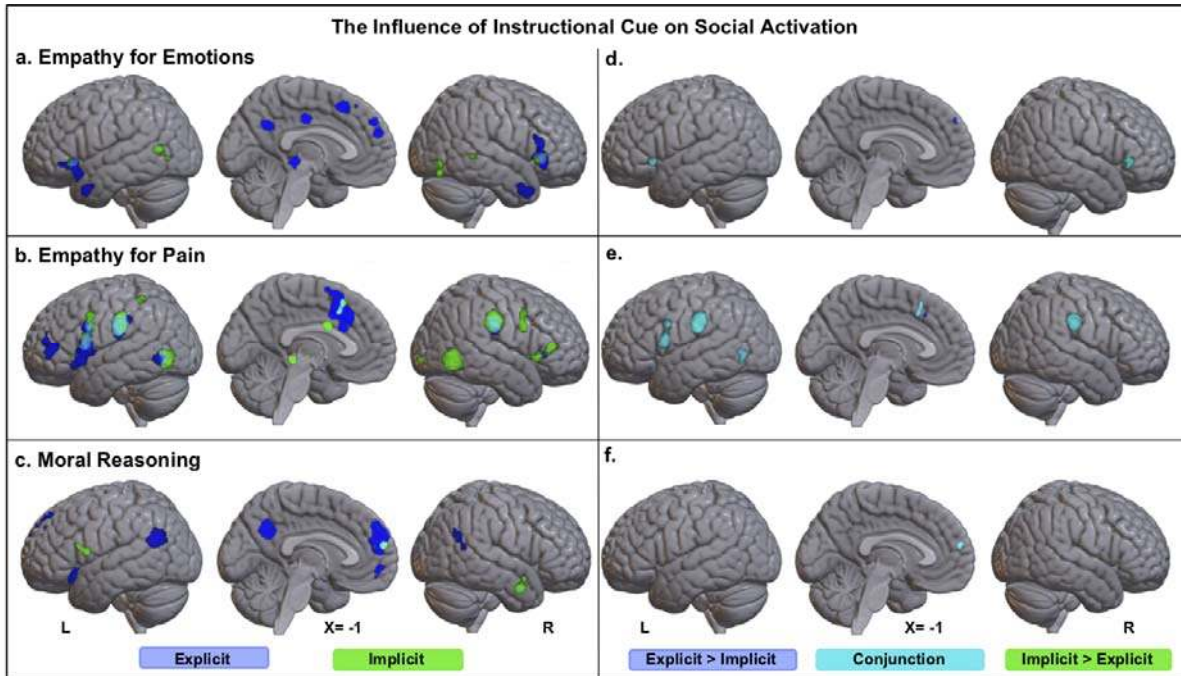 The Influence of Instructional Cue on Social Activation
a. Empathy for Emotions
d.
b. Empathy for Pain
e.
c. Moral Reasoning
f.
L X= -1 R
L X= -1 R
Explicit Implicit
Explicit > Implicit Conjunction Implicit > Explicit